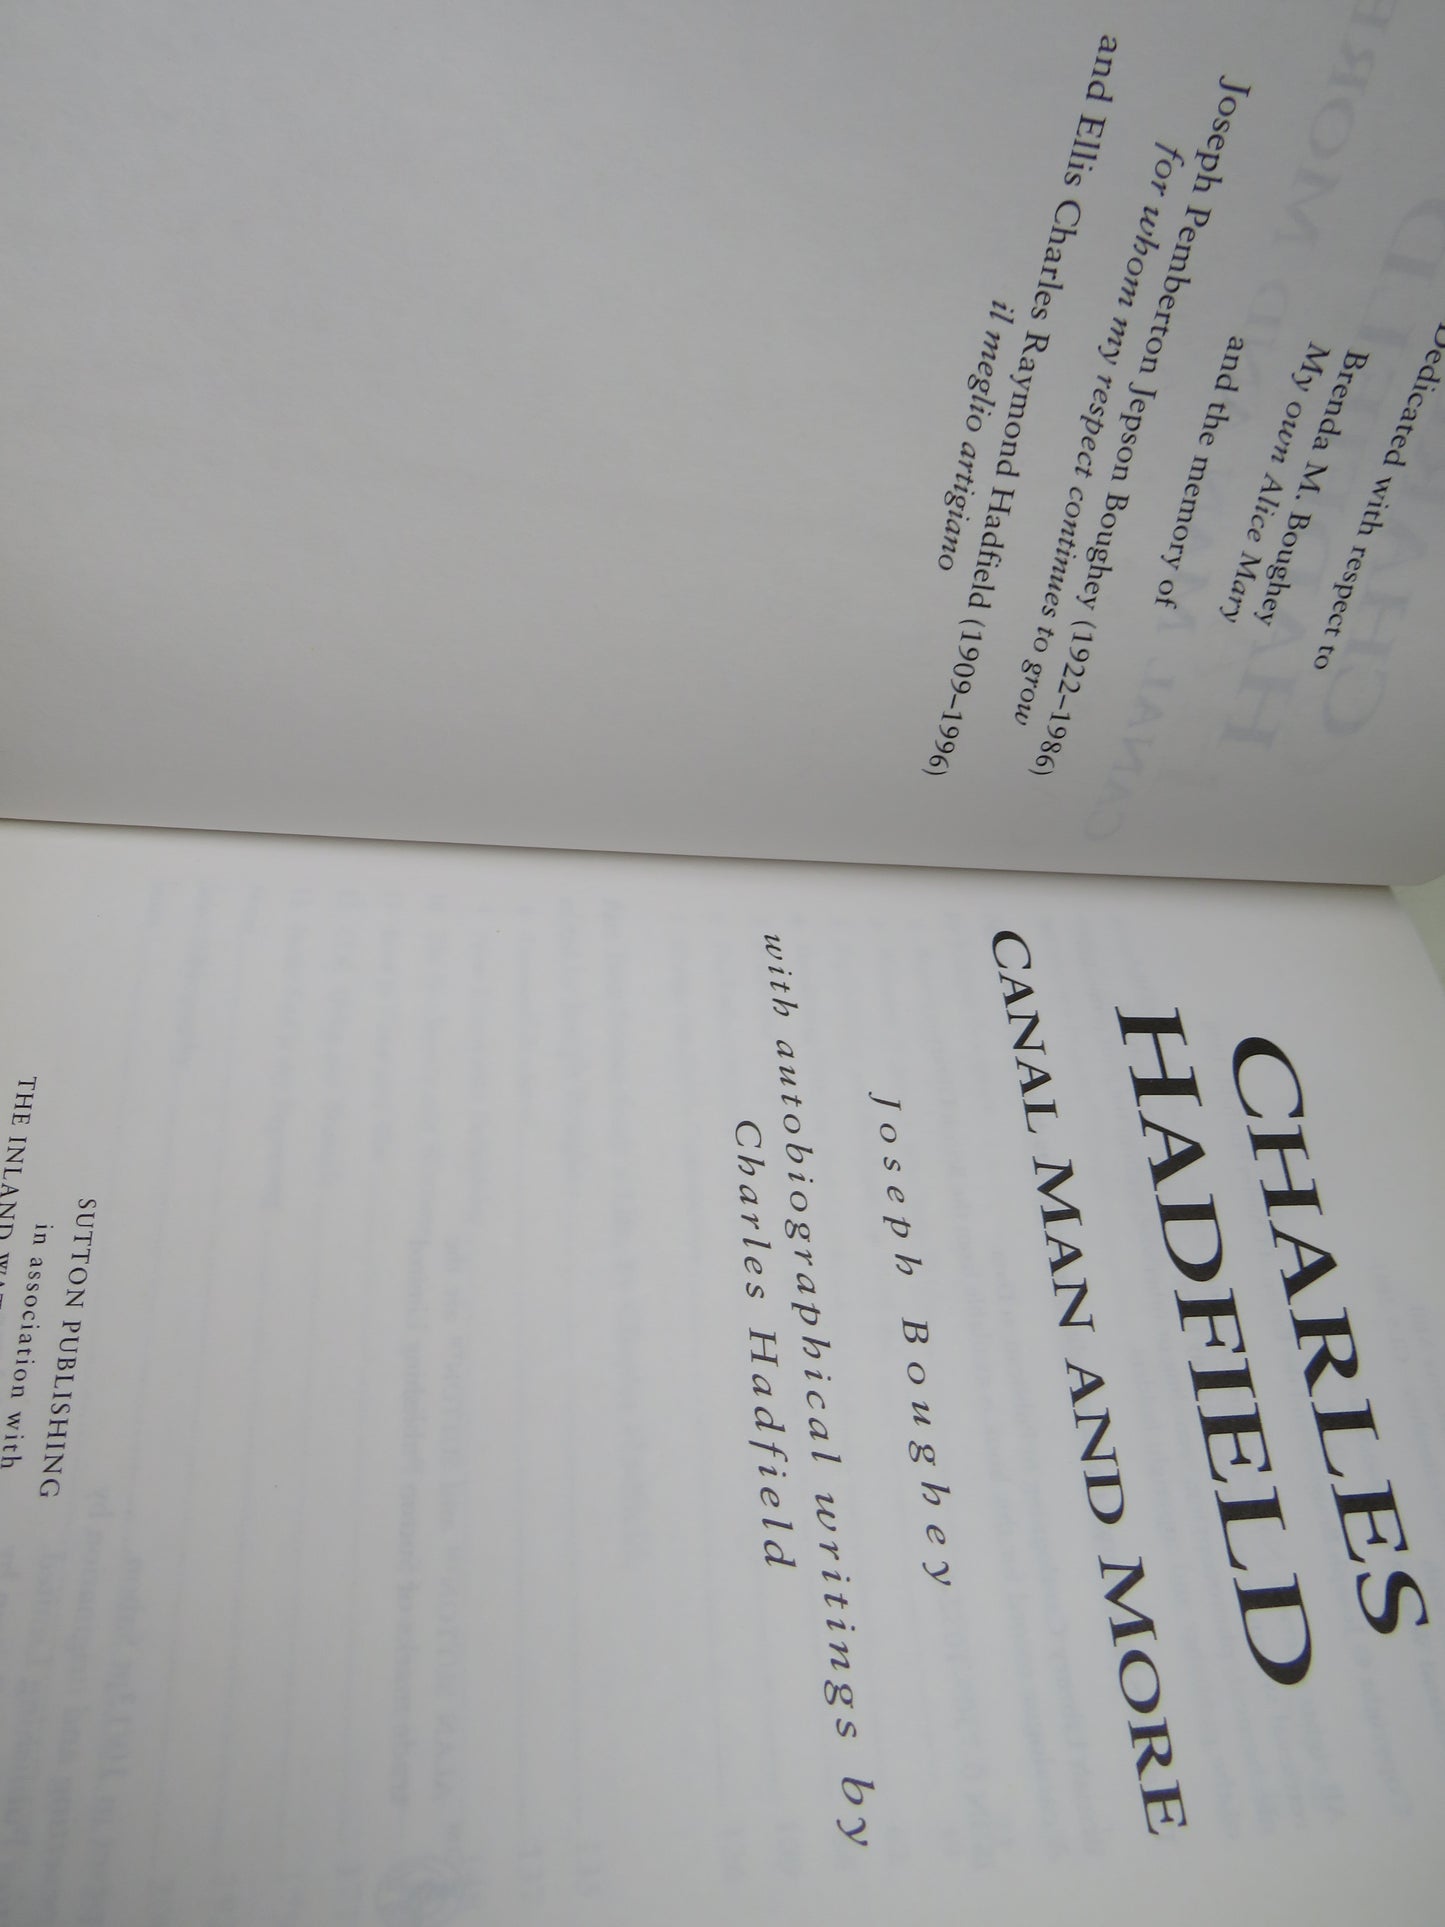 Dedicated with respect to
Brenda M. Boughey
My own Alice Mary
and the memory of
Joseph Pemberton Jepson Boughey (1922–1986)
for whom my respect continues to grow
and Ellis Charles Raymond Hadfield (1909–1996)
il meglio artigiano
CHARLES
HADFIELD
CANAL MAN AND MORE
Joseph Boughey
with autobiographical writings by
Charles Hadfield
SUTTON PUBLISHING
in association with
THE INLAND